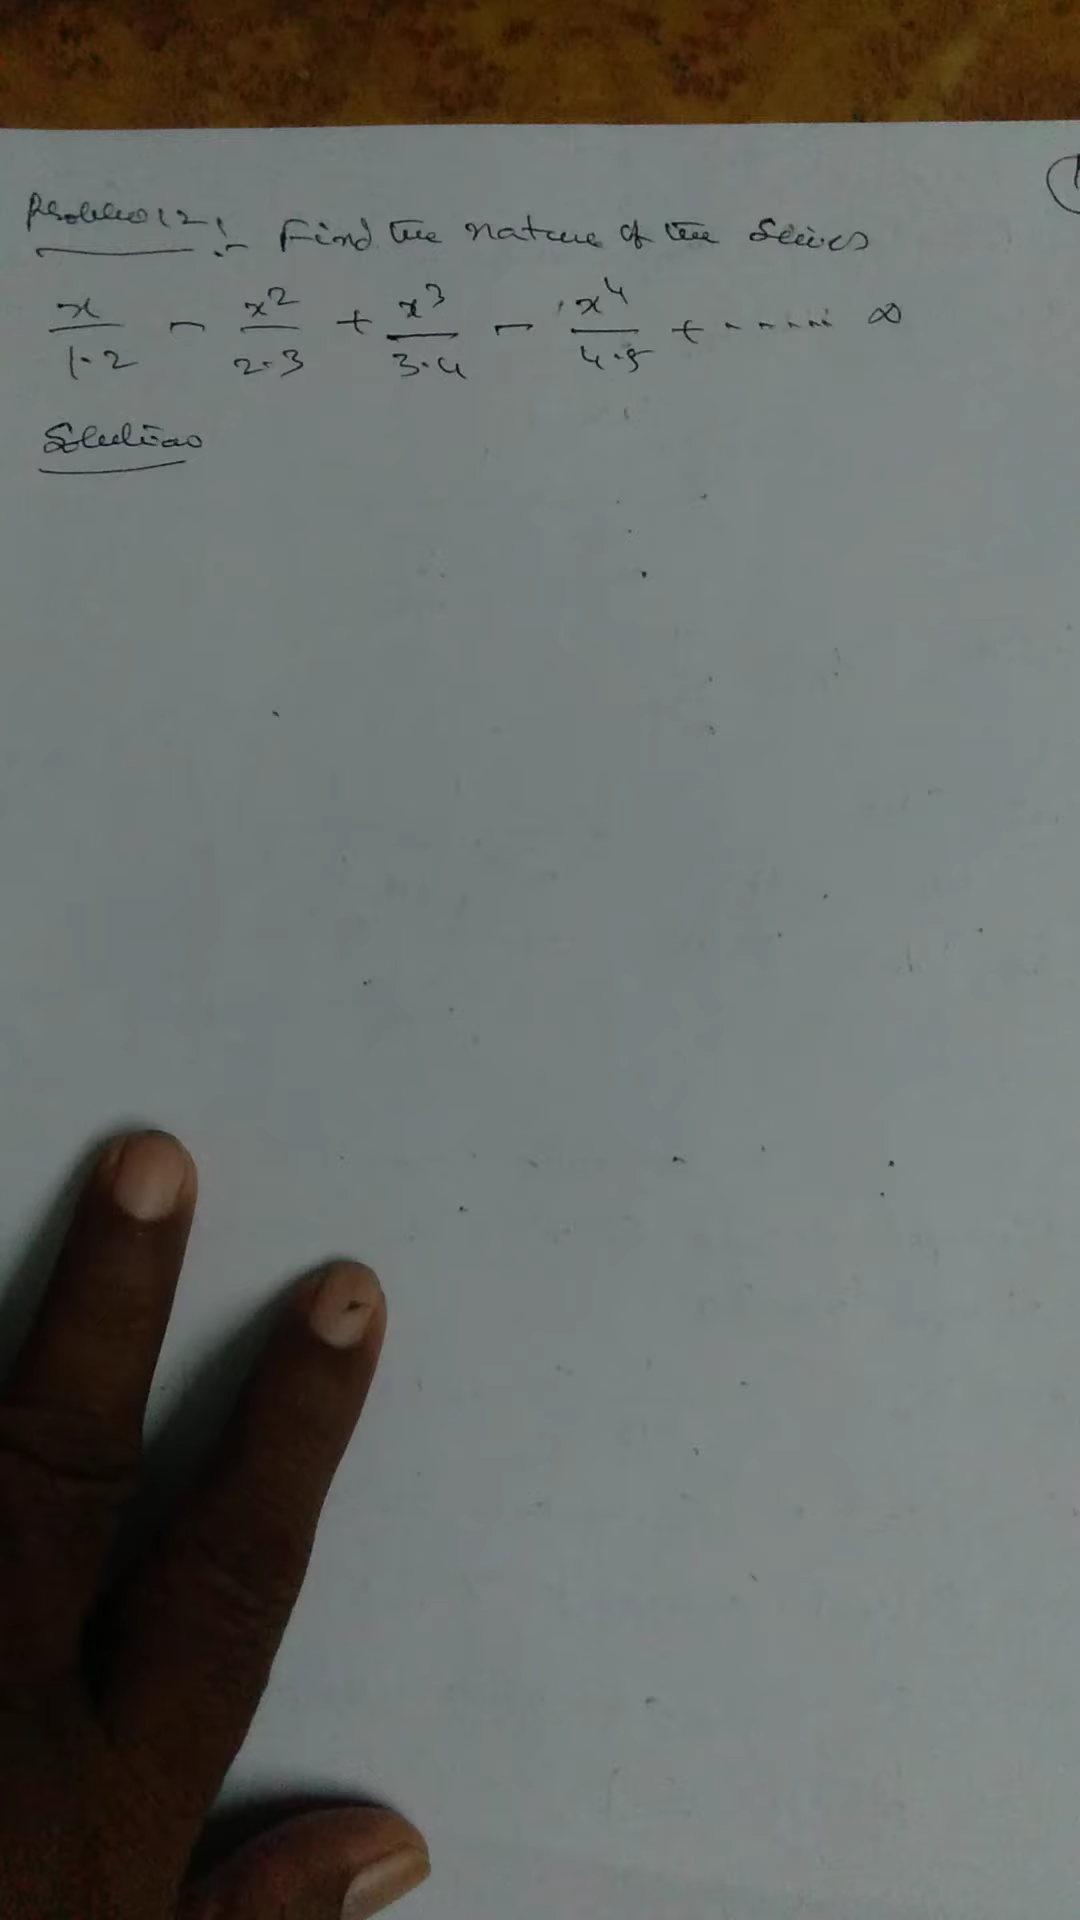 Problem 12:- Find the nature of the Series
x/1·2 - x²/2·3 + x³/3·4 - x⁴/4·5 + ...... ∞
Solution